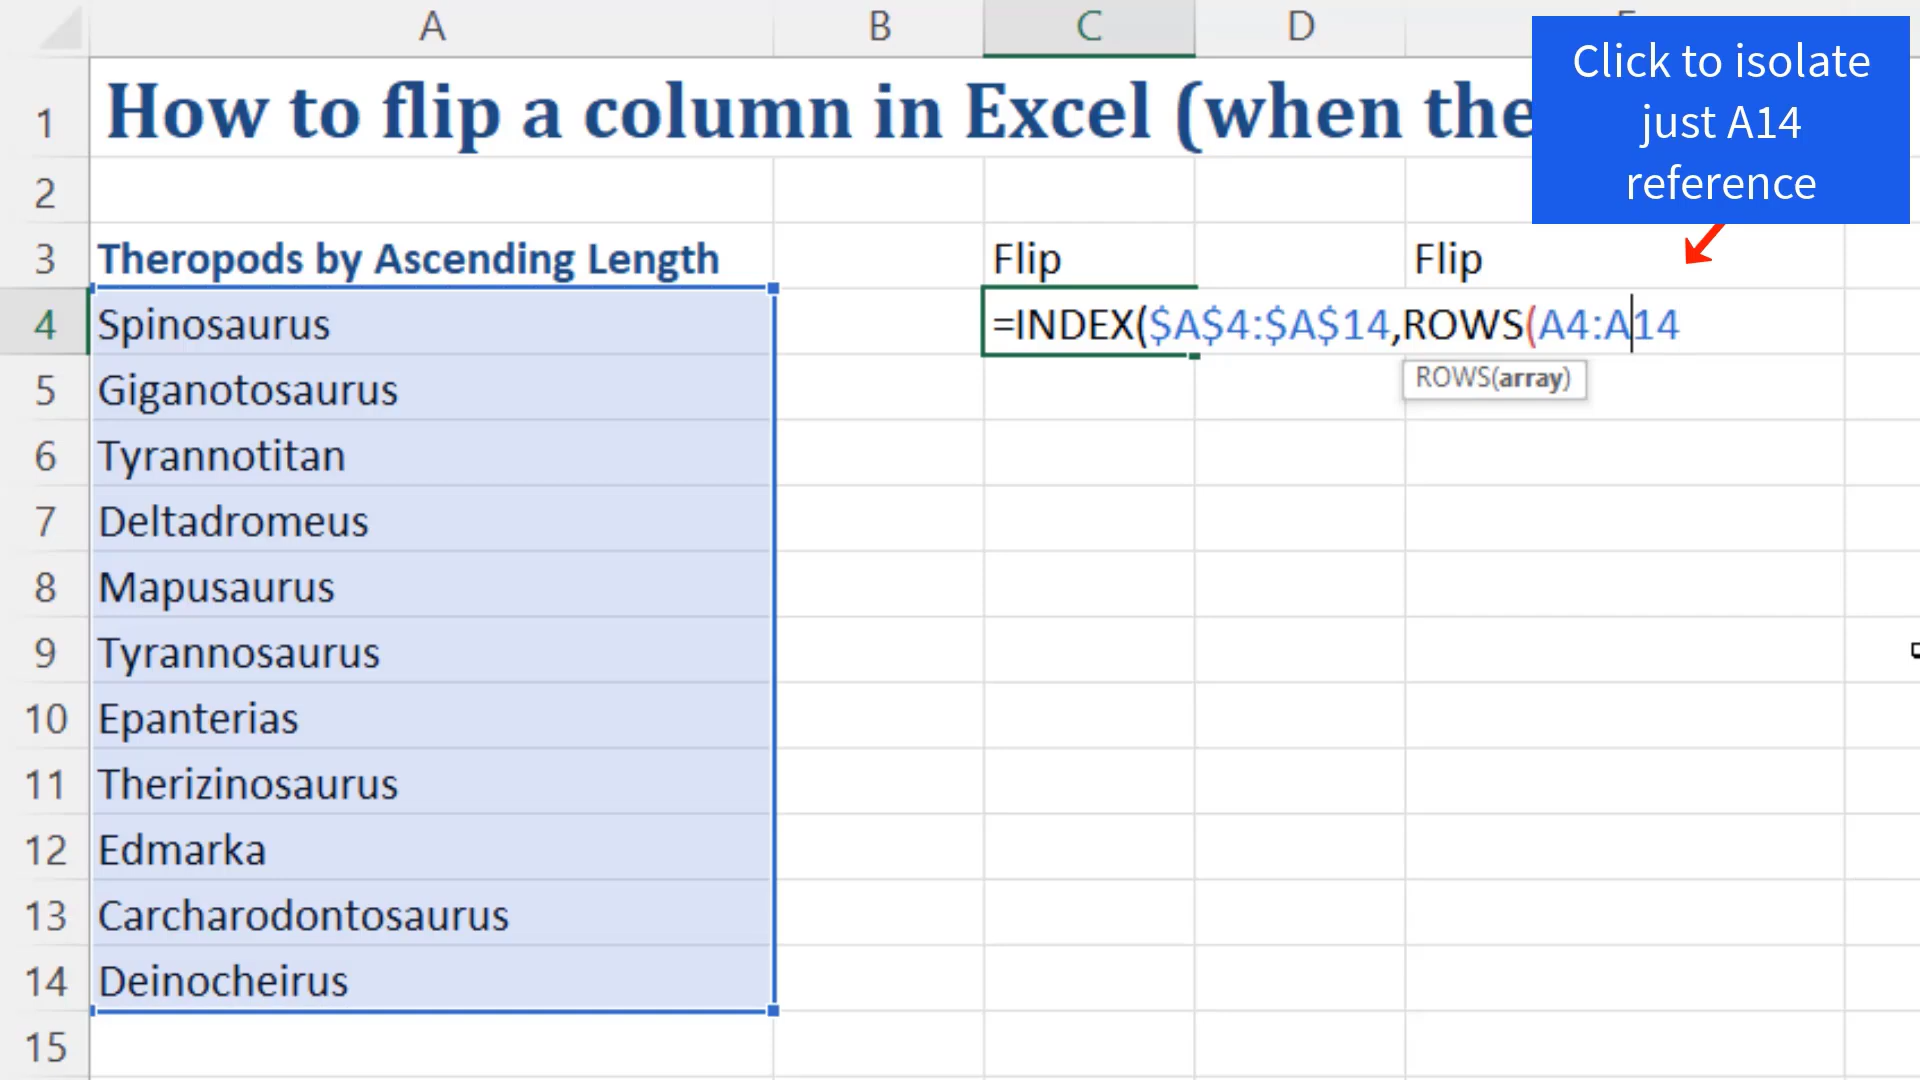 A B C D
Click to isolate
just A14
reference
1 How to flip a column in Excel (when the
2
3 Theropods by Ascending Length Flip Flip
4 Spinosaurus =INDEX($A$4:$A$14,ROWS(A4:A14
ROWS(array)
5 Giganotosaurus
6 Tyrannotitan
7 Deltadromeus
8 Mapusaurus
9 Tyrannosaurus
10 Epanterias
11 Therizinosaurus
12 Edmarka
13 Carcharodontosaurus
14 Deinocheirus
15